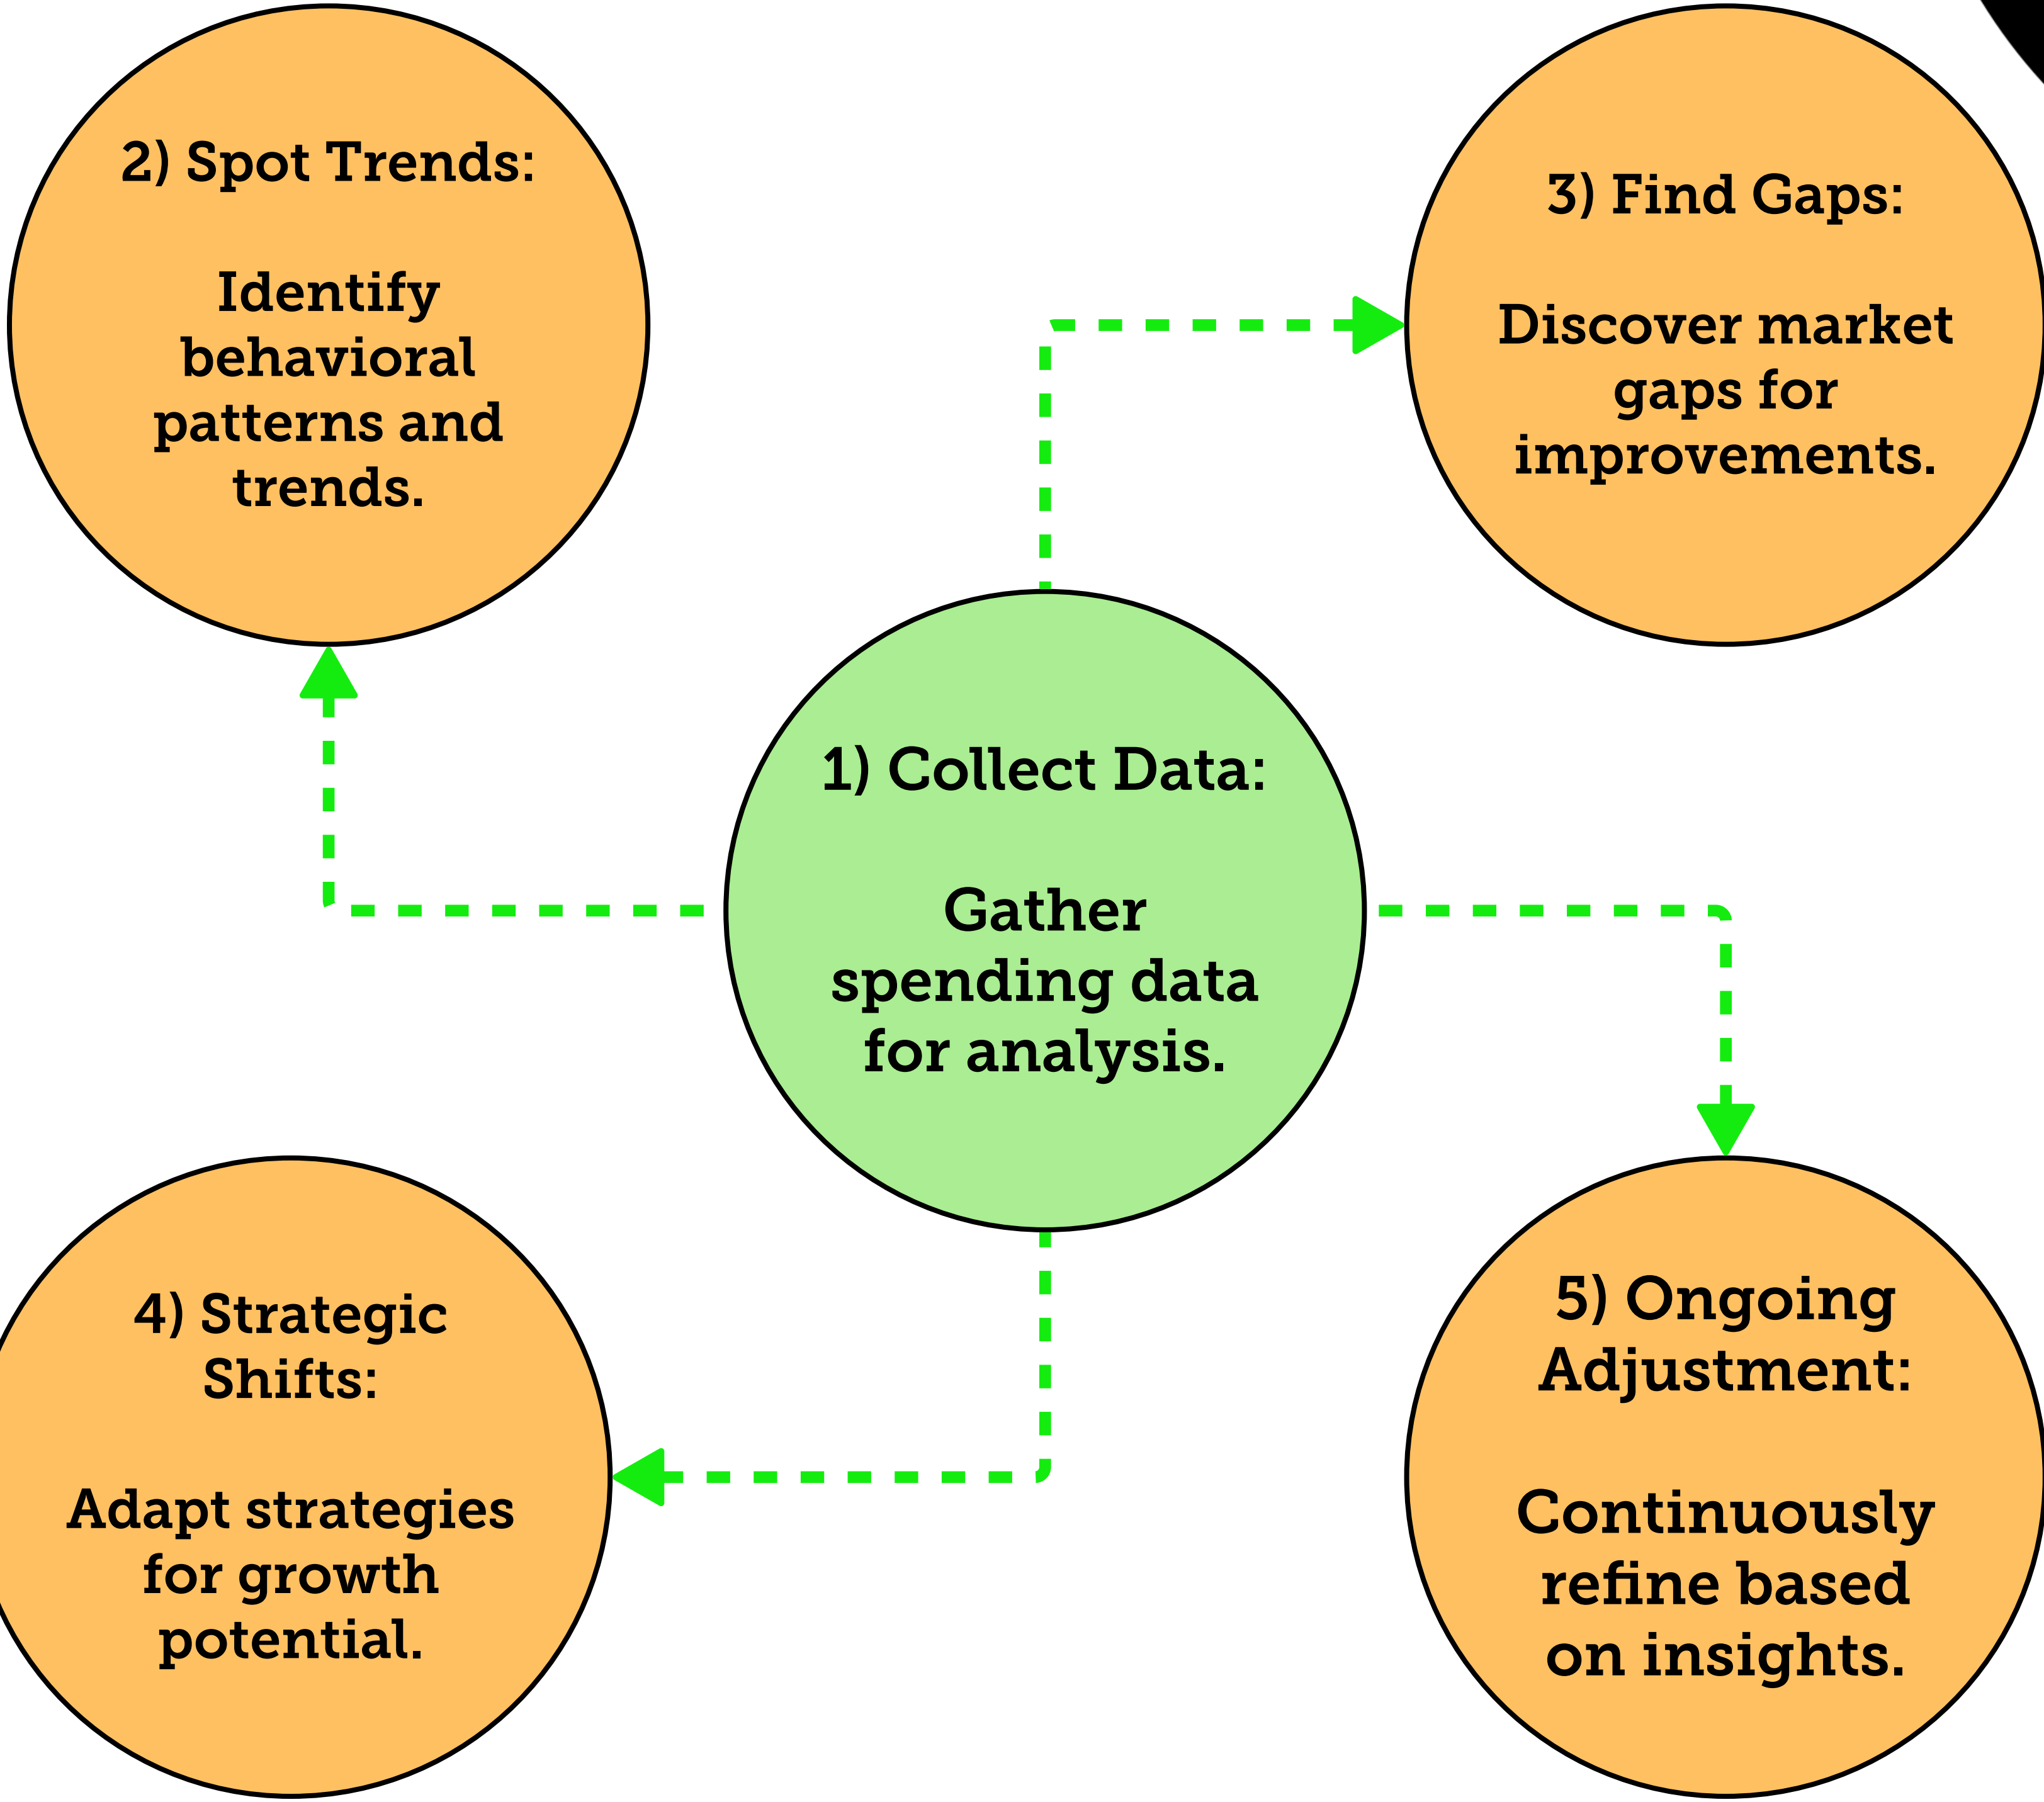 2) Spot Trends:
Identify
behavioral
patterns and
trends.
3) Find Gaps:
Discover market
gaps for
improvements.
1) Collect Data:
Gather
spending data
for analysis.
4) Strategic
Shifts:
Adapt strategies
for growth
potential.
5) Ongoing
Adjustment:
Continuously
refine based
on insights.